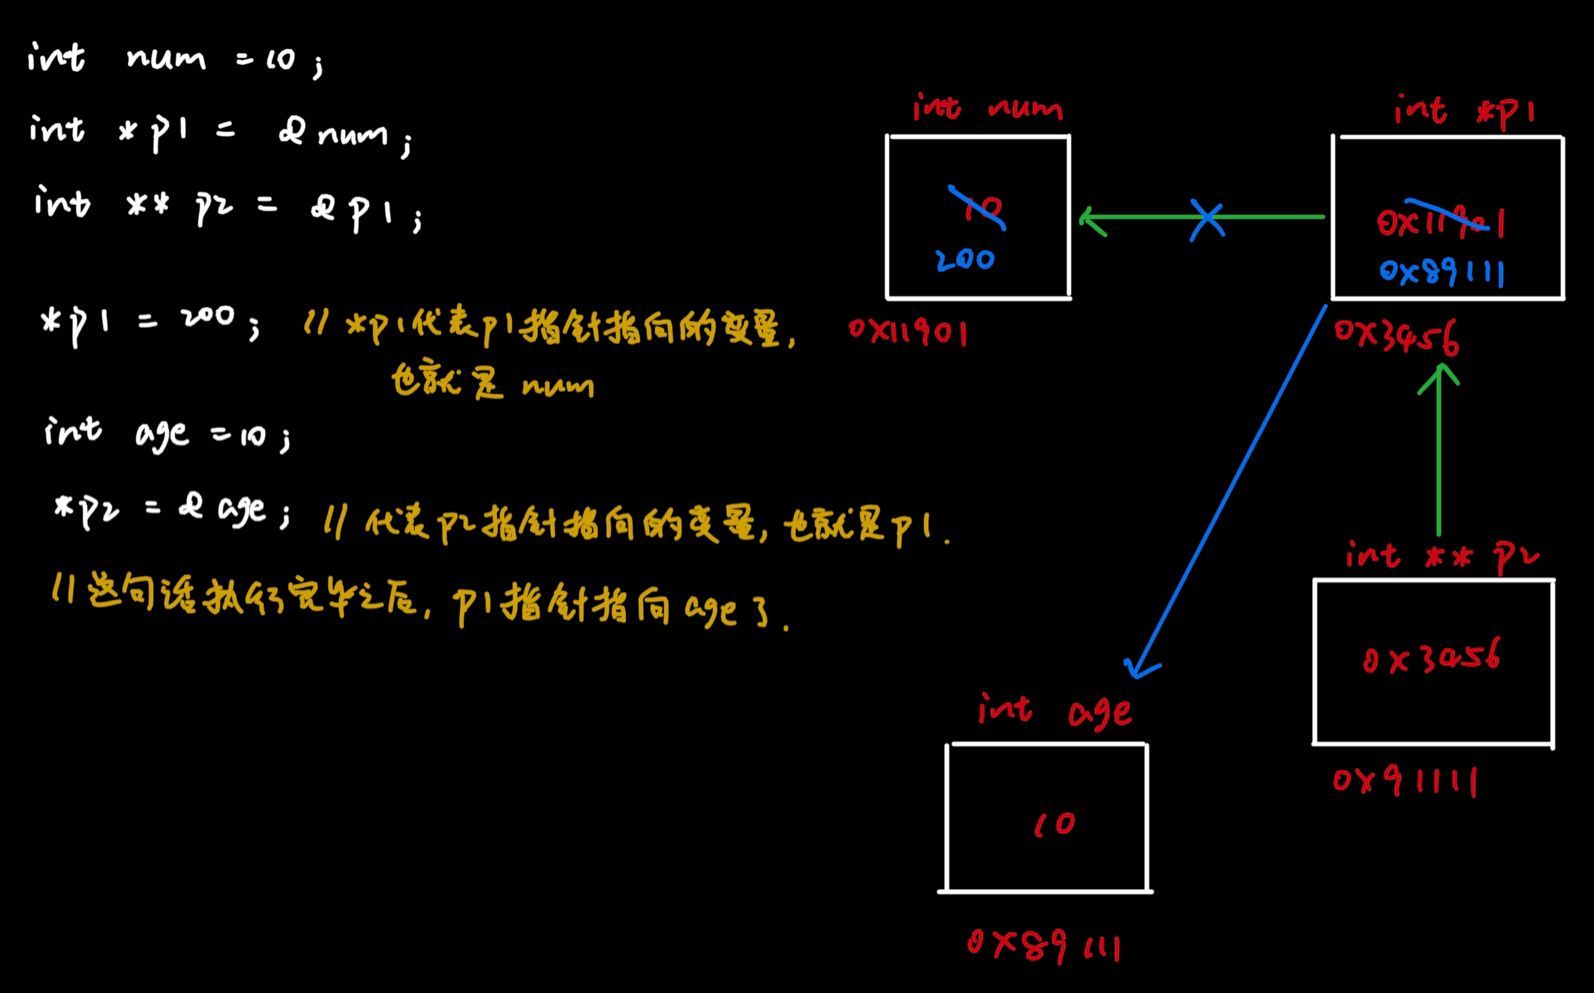 int num = 10;
int *p1 = &num;
int ** p2 = &p1;
*p1 = 200; // *p1代表p1指针指向的变量,
也就是 num
int age = 10;
*p2 = &age; // 代表p2指针指向的变量,也就是p1.
// 这句话执行完毕之后, p1指针指向age了.
int num
10
200
0x11901
int *p1
0x11901
0x89111
0x3456
int ** p2
0x3456
0x91111
int age
10
0x89111